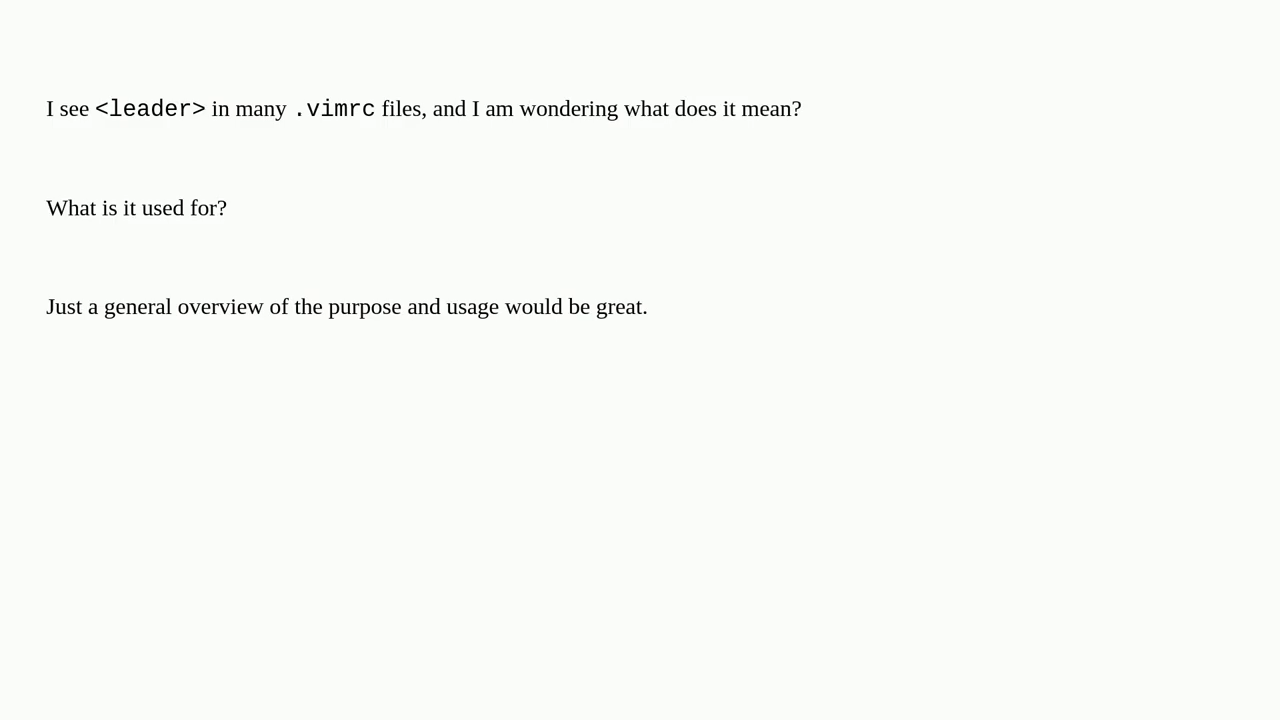 I see <leader> in many .vimrc files, and I am wondering what does it mean?
What is it used for?
Just a general overview of the purpose and usage would be great.